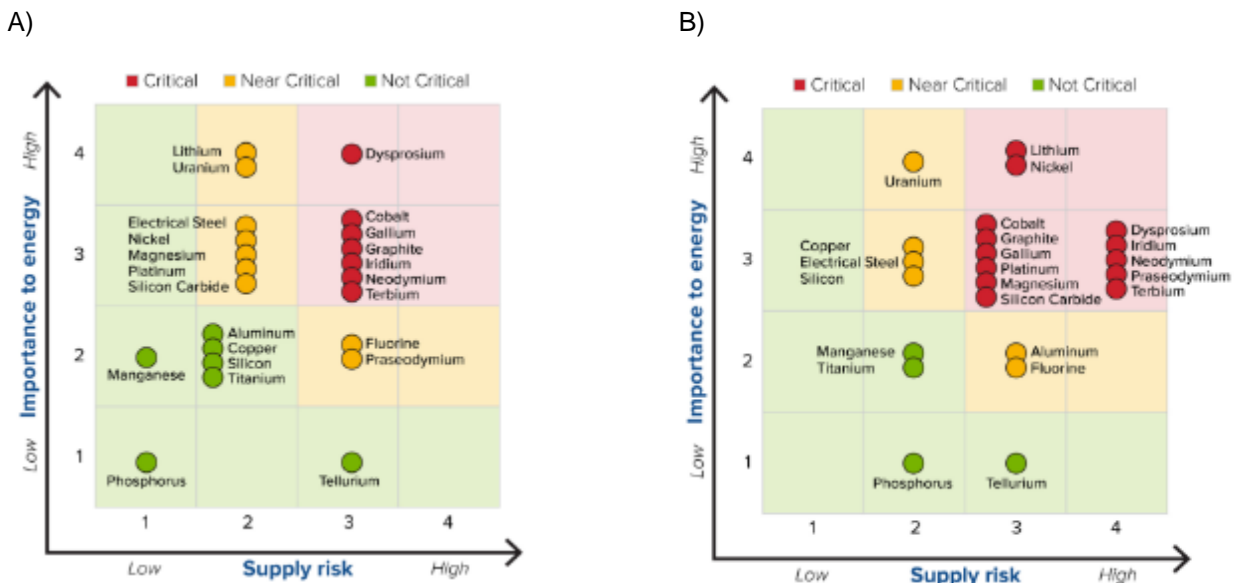 A)
Critical Near Critical Not Critical
High
Importance to energy
Low
4
3
2
1
Lithium
Uranium
Dysprosium
Electrical Steel
Nickel
Magnesium
Platinum
Silicon Carbide
Cobalt
Gallium
Graphite
Iridium
Neodymium
Terbium
Manganese
Aluminum
Copper
Silicon
Titanium
Fluorine
Praseodymium
Phosphorus
Tellurium
1 2 3 4
Low Supply risk High
B)
Critical Near Critical Not Critical
High
Importance to energy
Low
4
3
2
1
Uranium
Lithium
Nickel
Copper
Electrical Steel
Silicon
Cobalt
Graphite
Gallium
Platinum
Magnesium
Silicon Carbide
Dysprosium
Iridium
Neodymium
Praseodymium
Terbium
Manganese
Titanium
Aluminum
Fluorine
Phosphorus
Tellurium
1 2 3 4
Low Supply risk High